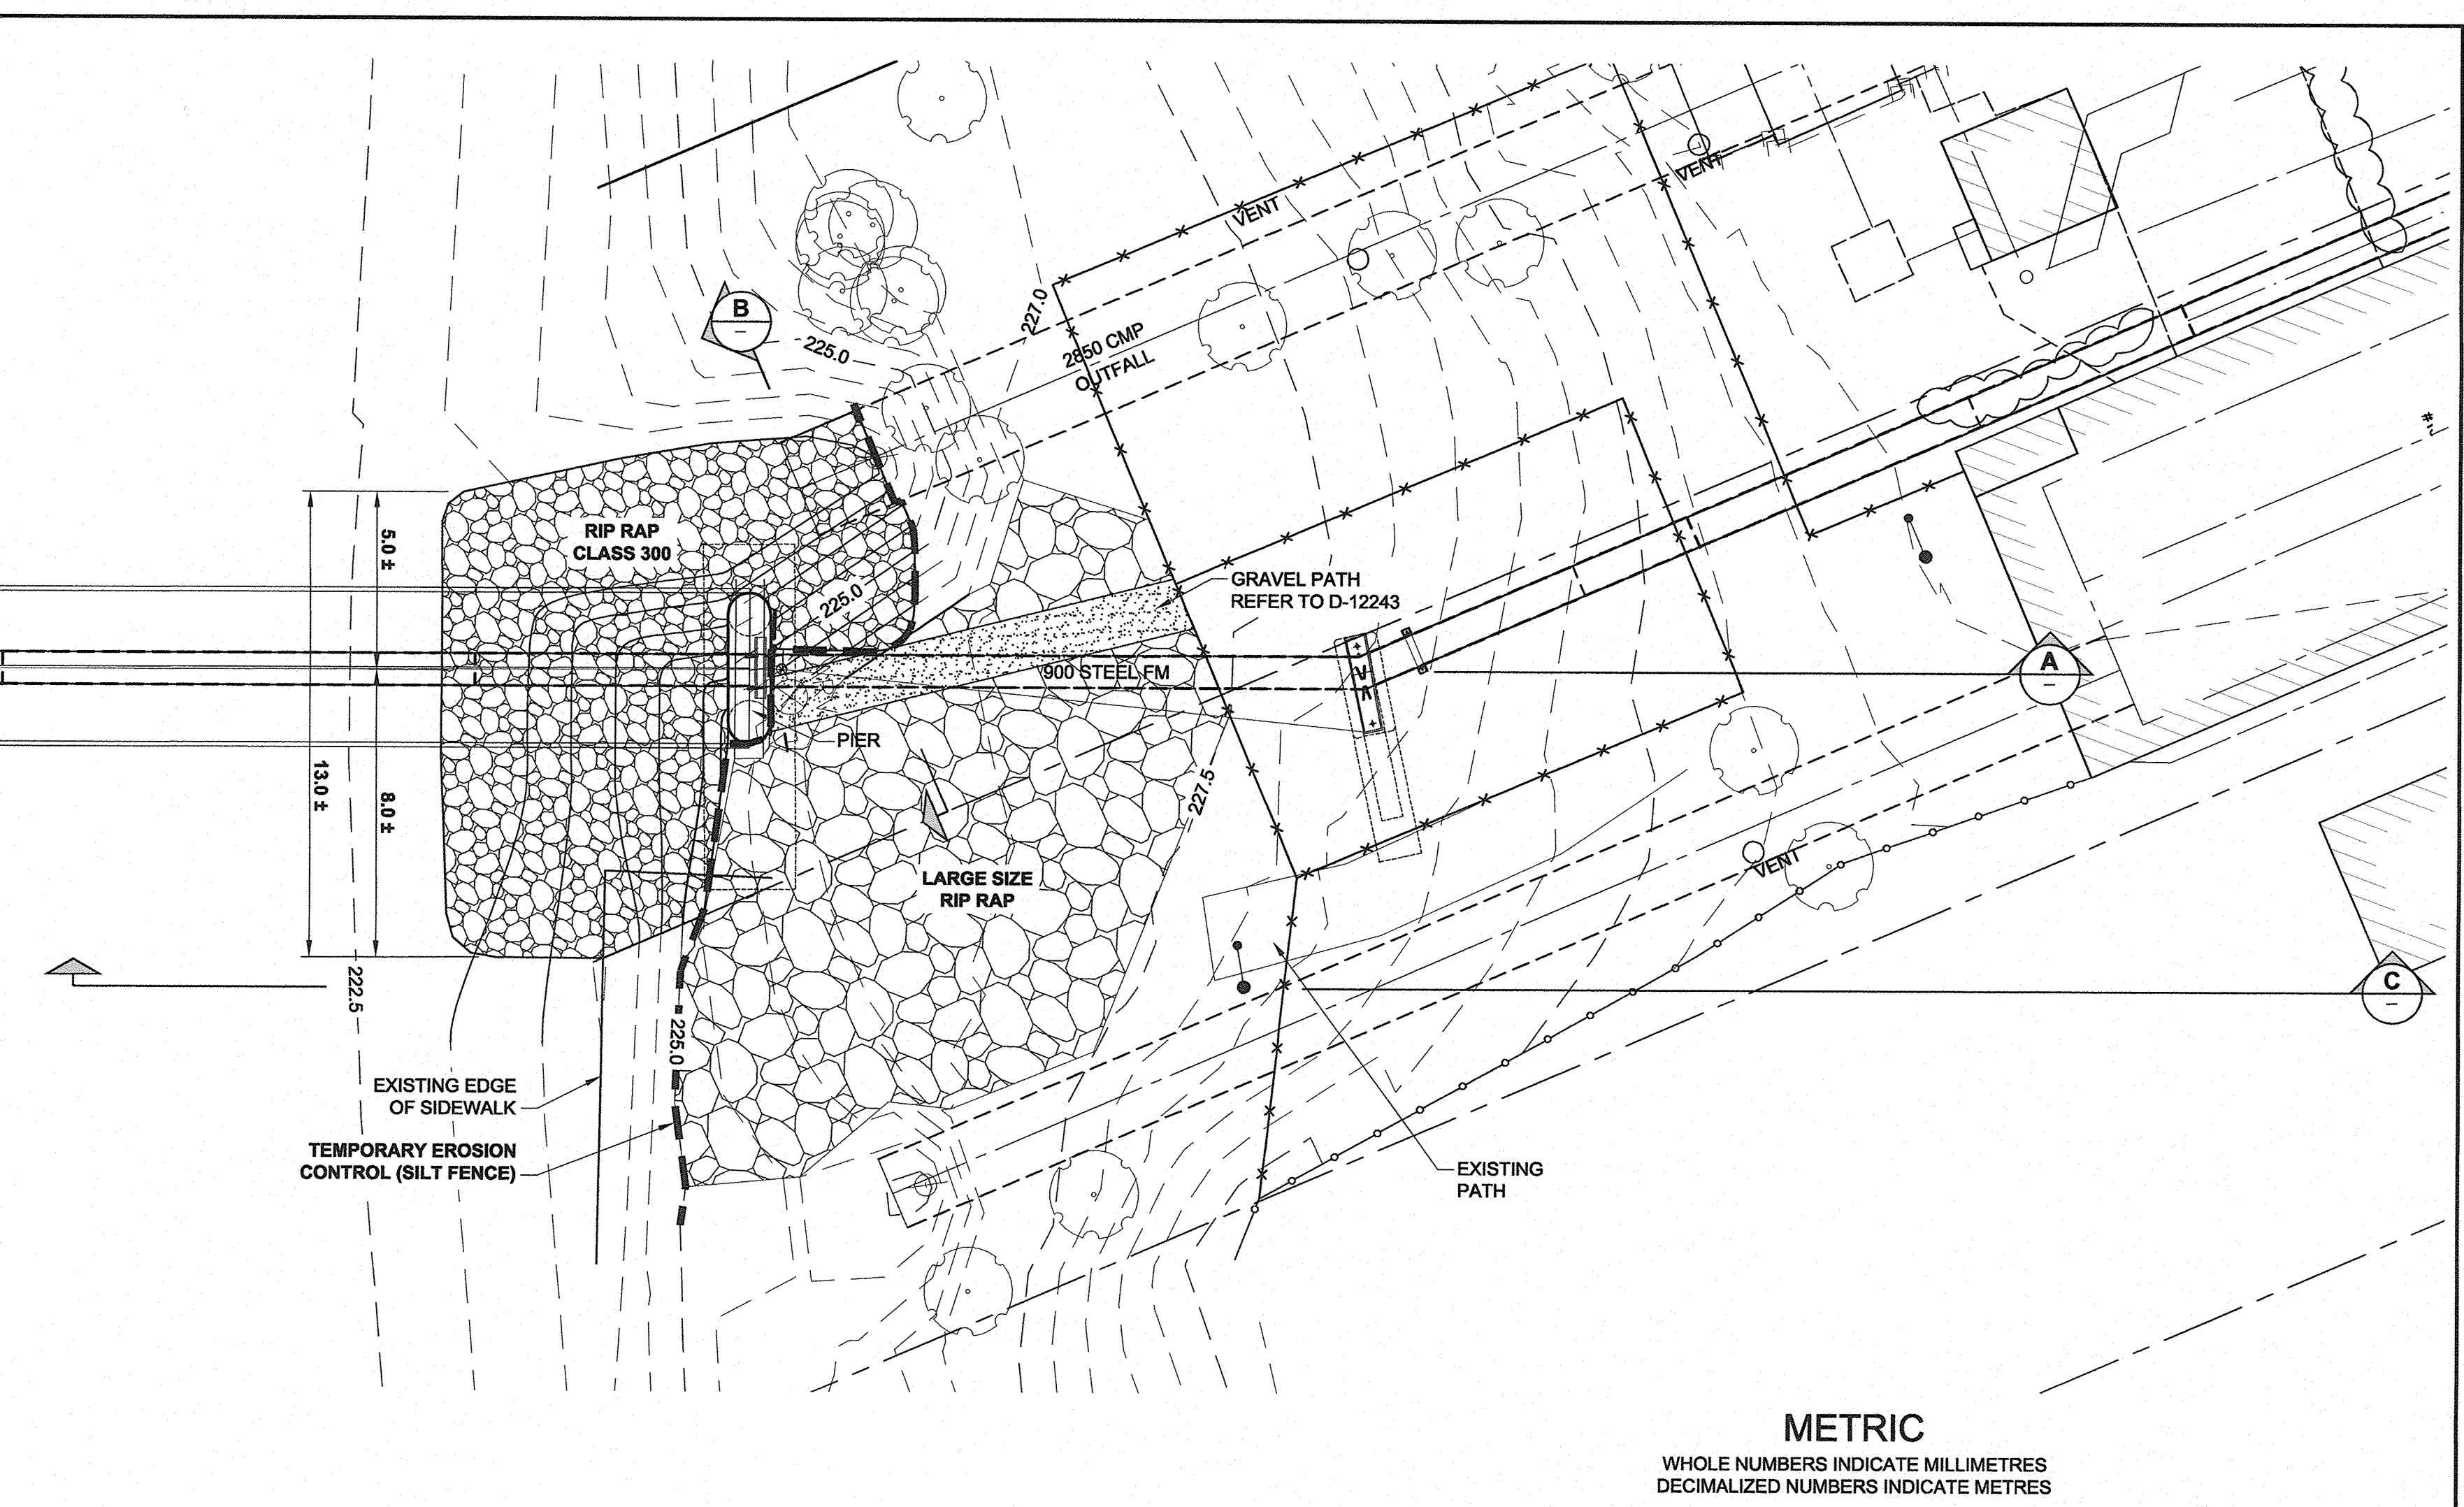 VENT
VENT
B
–
227.0
225.0
2850 CMP
OUTFALL
5.0 ±
RIP RAP
CLASS 300
225.0
GRAVEL PATH
REFER TO D-12243
900 STEEL FM
A
–
PIER
13.0 ±
8.0 ±
227.5
VENT
LARGE SIZE
RIP RAP
222.5
C
–
225.0
EXISTING EDGE
OF SIDEWALK
TEMPORARY EROSION
CONTROL (SILT FENCE)
EXISTING
PATH
METRIC
WHOLE NUMBERS INDICATE MILLIMETRES
DECIMALIZED NUMBERS INDICATE METRES